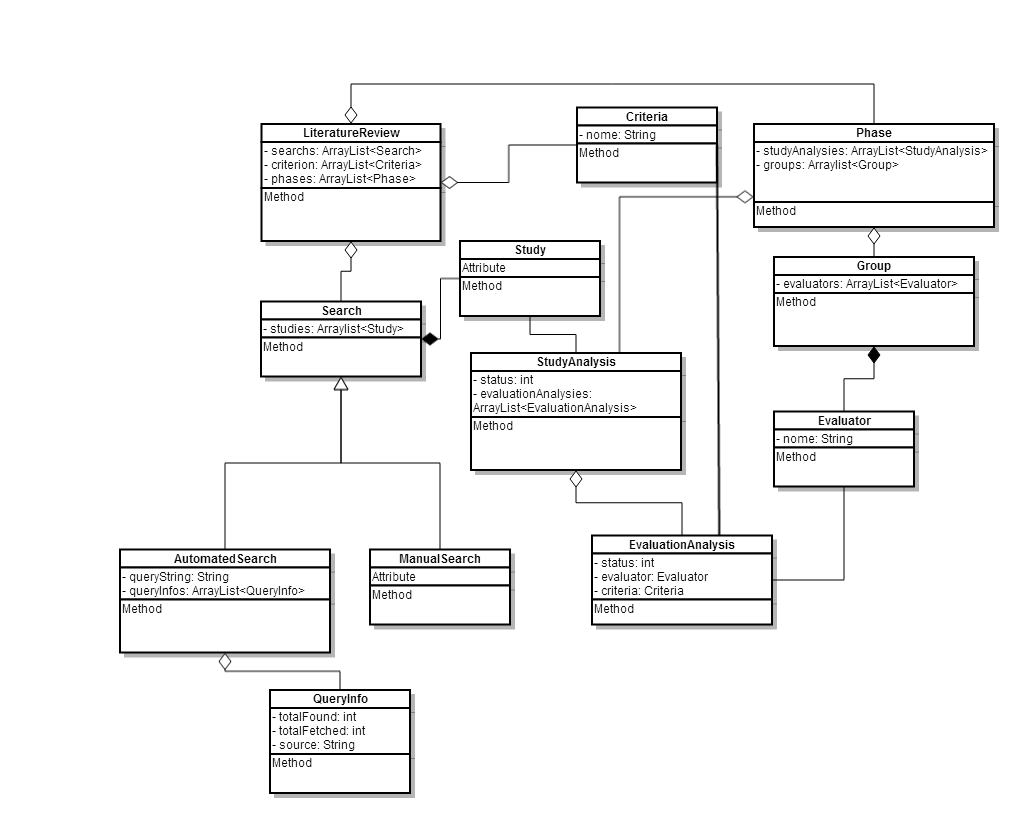 LiteratureReview
- searchs: ArrayList<Search>
- criterion: ArrayList<Criteria>
- phases: ArrayList<Phase>
Method
Criteria
- nome: String
Method
Phase
- studyAnalysies: ArrayList<StudyAnalysis>
- groups: Arraylist<Group>
Method
Study
Attribute
Method
Group
- evaluators: ArrayList<Evaluator>
Method
Search
- studies: Arraylist<Study>
Method
StudyAnalysis
- status: int
- evaluationAnalysies:
ArrayList<EvaluationAnalysis>
Method
Evaluator
- nome: String
Method
AutomatedSearch
- queryString: String
- queryInfos: ArrayList<QueryInfo>
Method
ManualSearch
Attribute
Method
EvaluationAnalysis
- status: int
- evaluator: Evaluator
- criteria: Criteria
Method
QueryInfo
- totalFound: int
- totalFetched: int
- source: String
Method